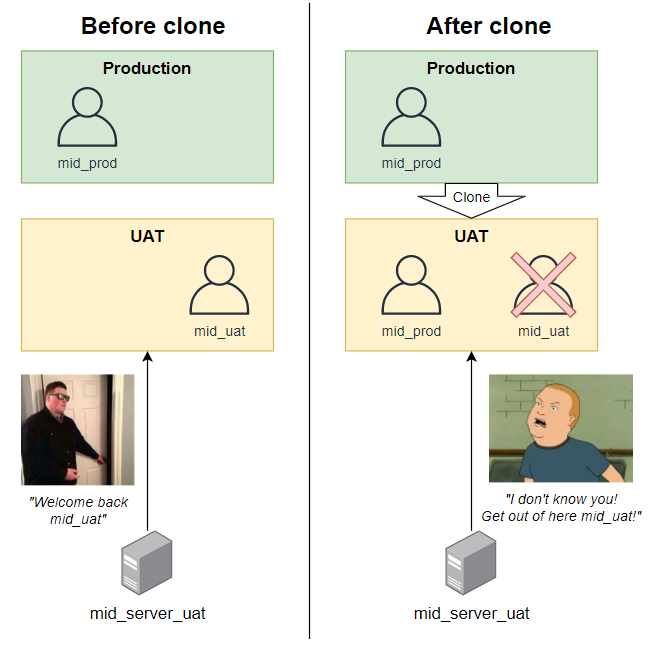 Before clone
Production
mid_prod
UAT
mid_uat
"Welcome back
mid_uat"
mid_server_uat
After clone
Production
mid_prod
Clone
UAT
mid_prod
mid_uat
"I don't know you!
Get out of here mid_uat!"
mid_server_uat